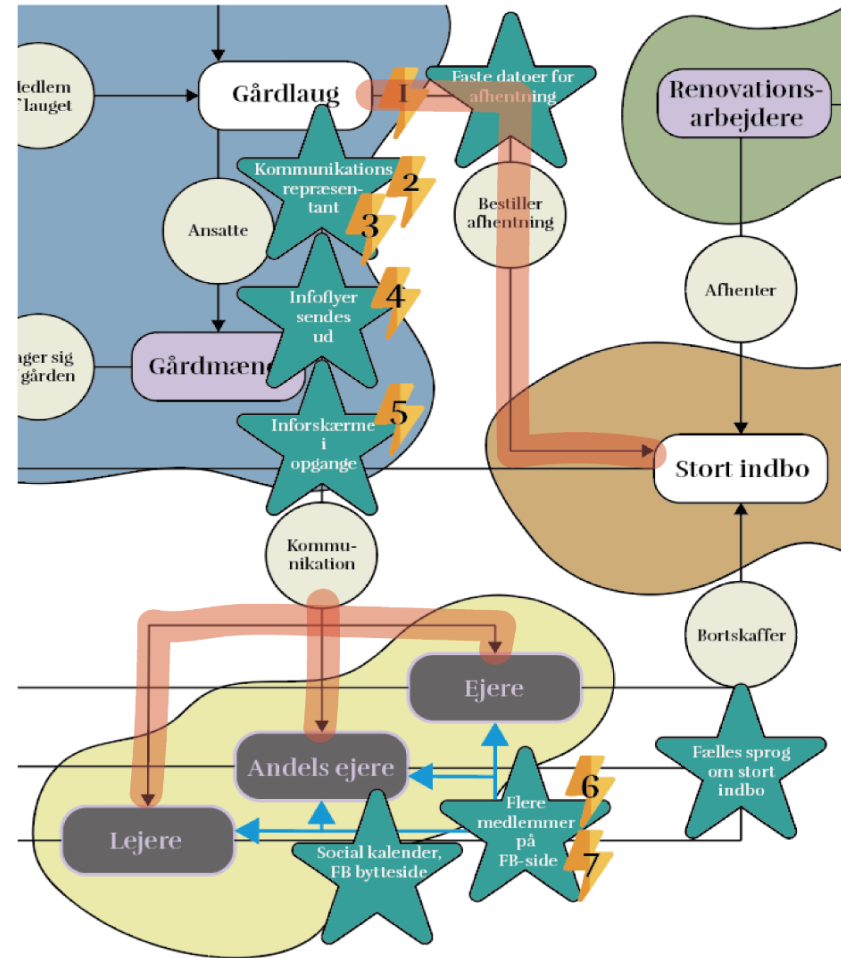 Gårdlaug
1
Faste datoer for
afhentning
Renovations-
arbejdere
Medlem
f lauget
Kommunikations
repræsen-
tant
2
3
Ansatte
Bestiller
afhentning
Afhenter
Infoflyer
sendes
ud
4
ager sig
gården
Gårdmænd
Inforskærme
i
opgange
5
Stort indbo
Kommu-
nikation
Bortskaffer
Ejere
Andels ejere
Lejere
Fælles sprog
om stort
indbo
Flere
medlemmer
på
FB-side
6
7
Social kalender,
FB bytteside